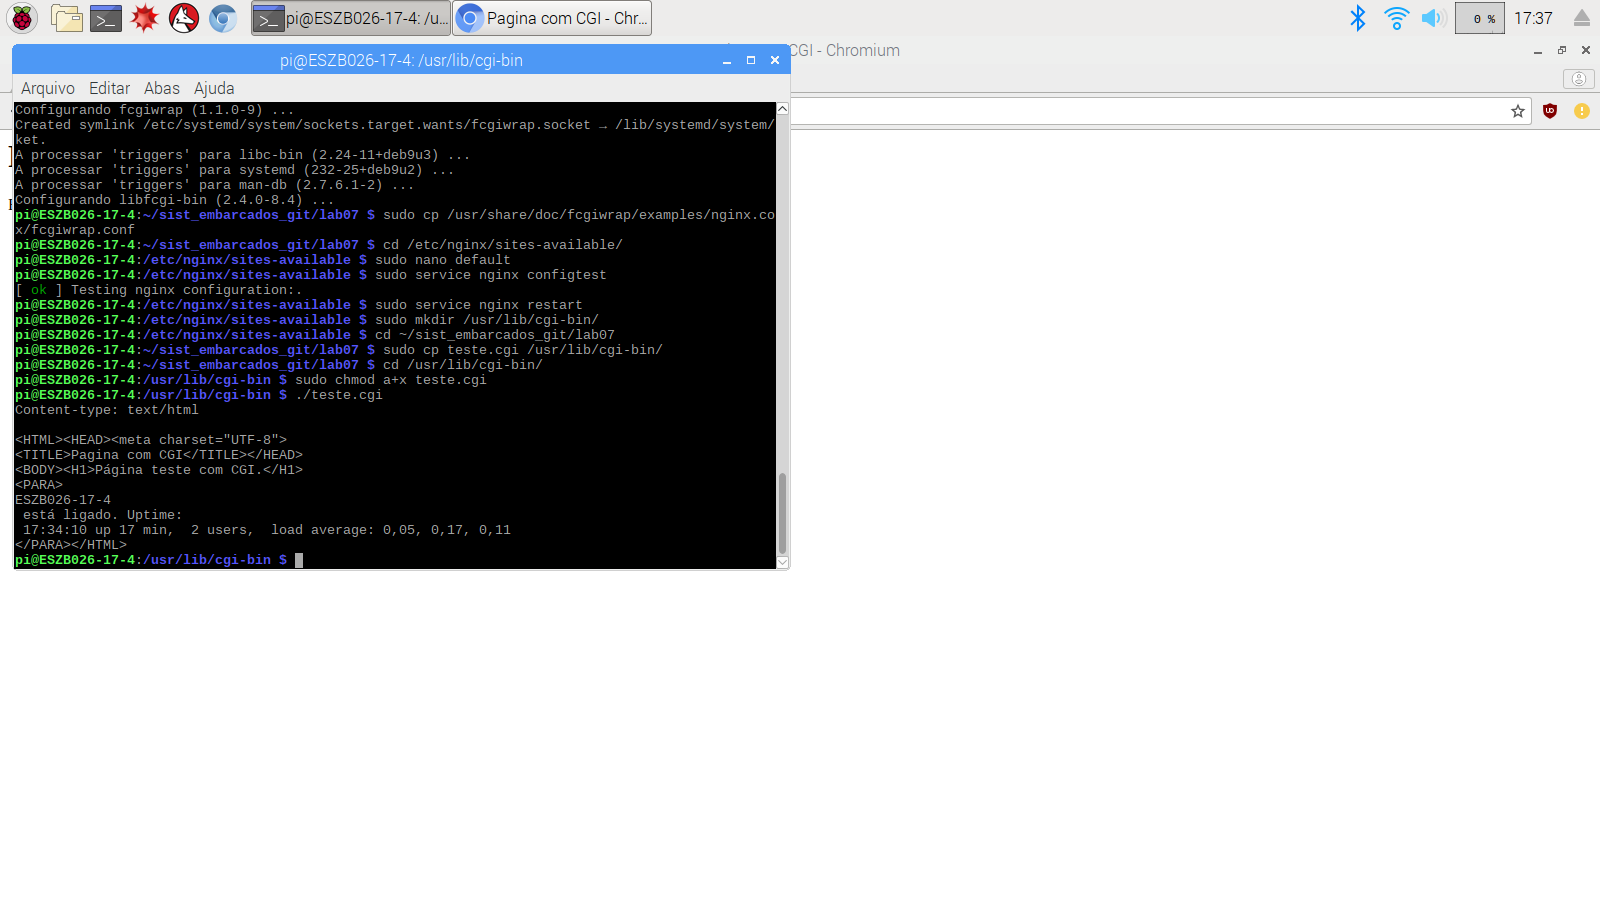 pi@ESZB026-17-4: /u...
Pagina com CGI - Chr...
0 %
17:37
pi@ESZB026-17-4: /usr/lib/cgi-bin
CGI - Chromium
Arquivo Editar Abas Ajuda
Configurando fcgiwrap (1.1.0-9) ...
Created symlink /etc/systemd/system/sockets.target.wants/fcgiwrap.socket → /lib/systemd/system/
ket.
A processar 'triggers' para libc-bin (2.24-11+deb9u3) ...
A processar 'triggers' para systemd (232-25+deb9u2) ...
A processar 'triggers' para man-db (2.7.6.1-2) ...
Configurando libfcgi-bin (2.4.0-8.4) ...
pi@ESZB026-17-4:~/sist_embarcados_git/lab07 $ sudo cp /usr/share/doc/fcgiwrap/examples/nginx.co
x/fcgiwrap.conf
pi@ESZB026-17-4:~/sist_embarcados_git/lab07 $ cd /etc/nginx/sites-available/
pi@ESZB026-17-4:/etc/nginx/sites-available $ sudo nano default
pi@ESZB026-17-4:/etc/nginx/sites-available $ sudo service nginx configtest
[ ok ] Testing nginx configuration:.
pi@ESZB026-17-4:/etc/nginx/sites-available $ sudo service nginx restart
pi@ESZB026-17-4:/etc/nginx/sites-available $ sudo mkdir /usr/lib/cgi-bin/
pi@ESZB026-17-4:/etc/nginx/sites-available $ cd ~/sist_embarcados_git/lab07
pi@ESZB026-17-4:~/sist_embarcados_git/lab07 $ sudo cp teste.cgi /usr/lib/cgi-bin/
pi@ESZB026-17-4:~/sist_embarcados_git/lab07 $ cd /usr/lib/cgi-bin/
pi@ESZB026-17-4:/usr/lib/cgi-bin $ sudo chmod a+x teste.cgi
pi@ESZB026-17-4:/usr/lib/cgi-bin $ ./teste.cgi
Content-type: text/html
<HTML><HEAD><meta charset="UTF-8">
<TITLE>Pagina com CGI</TITLE></HEAD>
<BODY><H1>Página teste com CGI.</H1>
<PARA>
ESZB026-17-4
está ligado. Uptime:
17:34:10 up 17 min,  2 users,  load average: 0,05, 0,17, 0,11
</PARA></HTML>
pi@ESZB026-17-4:/usr/lib/cgi-bin $